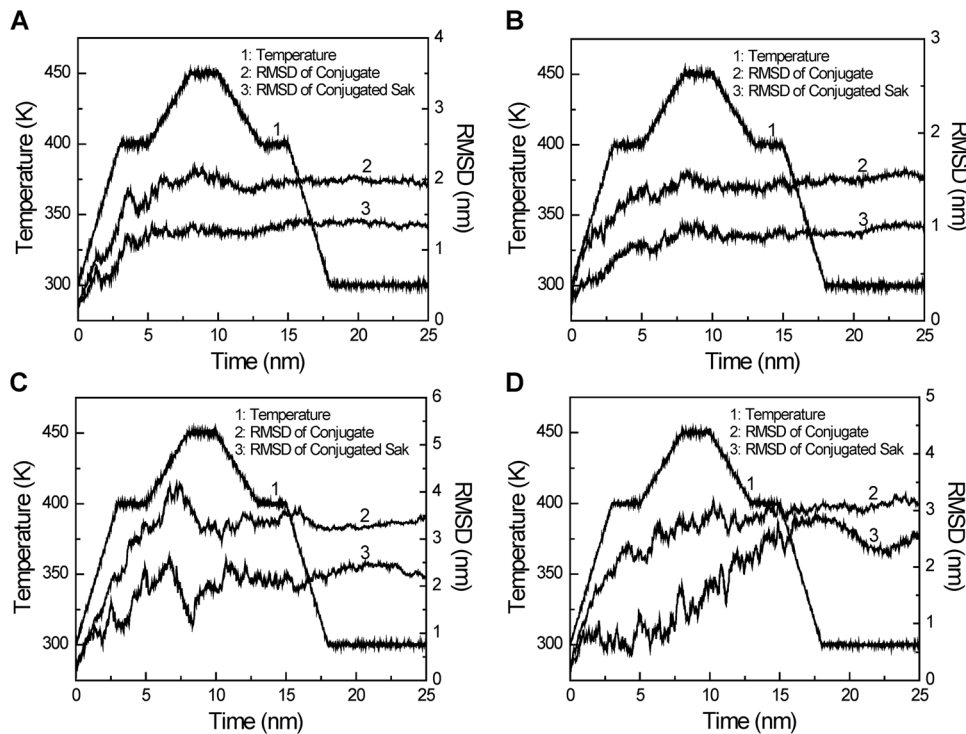 A
B
4
3
2
1
0
450
400
350
300
Temperature (K)
RMSD (nm)
1: Temperature
2: RMSD of Conjugate
3: RMSD of Conjugated Sak
1
2
3
0 5 10 15 20 25
Time (nm)
3
2
1
0
450
400
350
300
Temperature (K)
RMSD (nm)
1: Temperature
2: RMSD of Conjugate
3: RMSD of Conjugated Sak
1
2
3
0 5 10 15 20 25
Time (nm)
C
D
6
5
4
3
2
1
0
450
400
350
300
Temperature (K)
RMSD (nm)
1: Temperature
2: RMSD of Conjugate
3: RMSD of Conjugated Sak
1
2
3
0 5 10 15 20 25
Time (nm)
5
4
3
2
1
0
450
400
350
300
Temperature (K)
RMSD (nm)
1: Temperature
2: RMSD of Conjugate
3: RMSD of Conjugated Sak
1
2
3
0 5 10 15 20 25
Time (nm)